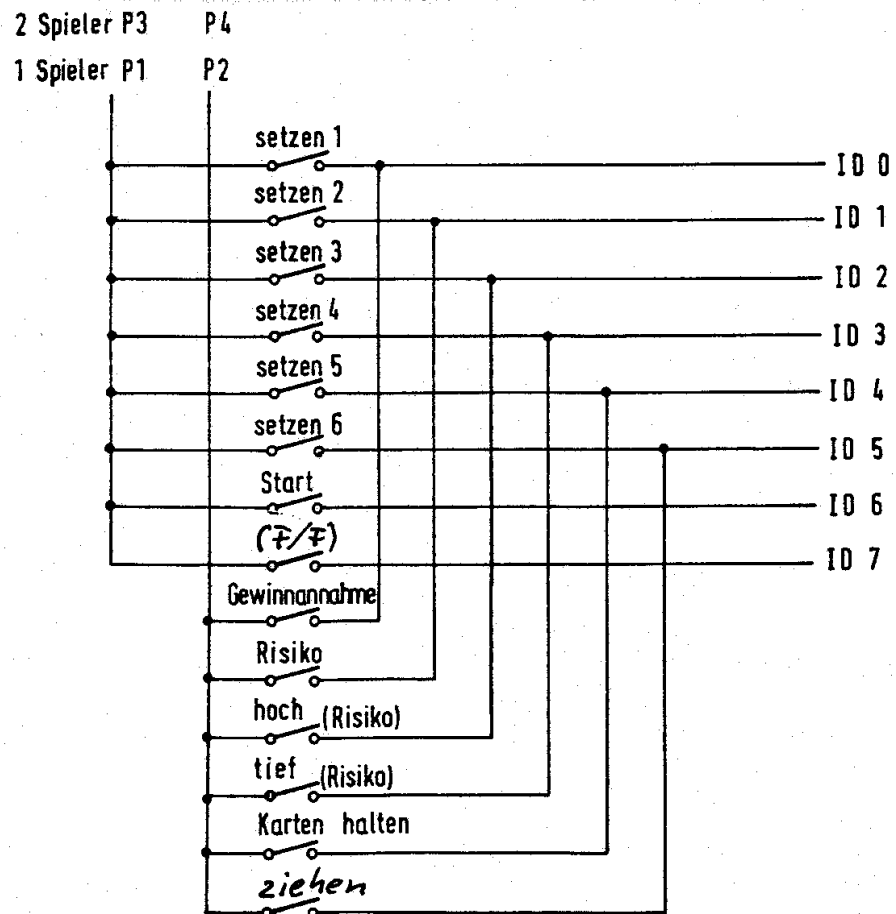 2 Spieler P3 P4
1 Spieler P1 P2
setzen 1
ID 0
setzen 2
ID 1
setzen 3
ID 2
setzen 4
ID 3
setzen 5
ID 4
setzen 6
ID 5
Start
ID 6
(F/F)
ID 7
Gewinnannahme
Risiko
hoch (Risiko)
tief (Risiko)
Karten halten
ziehen